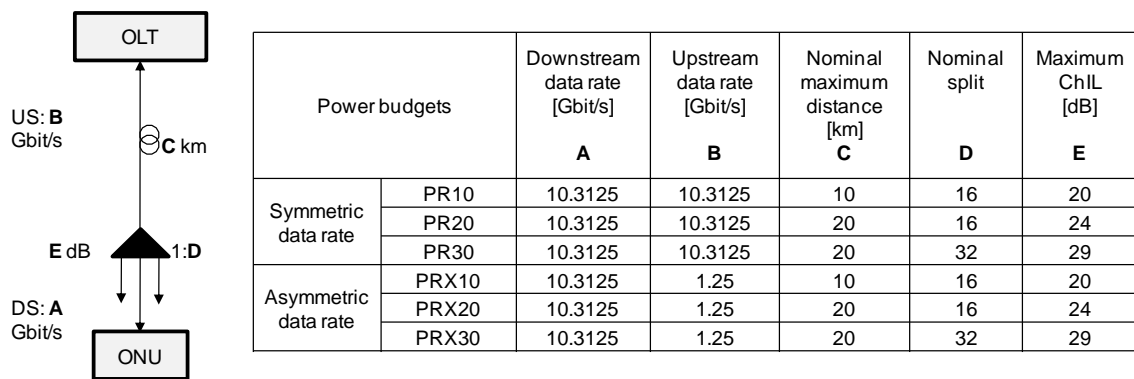 OLT
US: B
Gbit/s
C km
E dB 1:D
DS: A
Gbit/s
ONU
Power budgets
Downstream
data rate
[Gbit/s]
A
Upstream
data rate
[Gbit/s]
B
Nominal
maximum
distance
[km]
C
Nominal
split
D
Maximum
ChIL
[dB]
E
Symmetric
data rate
PR10 10.3125 10.3125 10 16 20
PR20 10.3125 10.3125 20 16 24
PR30 10.3125 10.3125 20 32 29
Asymmetric
data rate
PRX10 10.3125 1.25 10 16 20
PRX20 10.3125 1.25 20 16 24
PRX30 10.3125 1.25 20 32 29